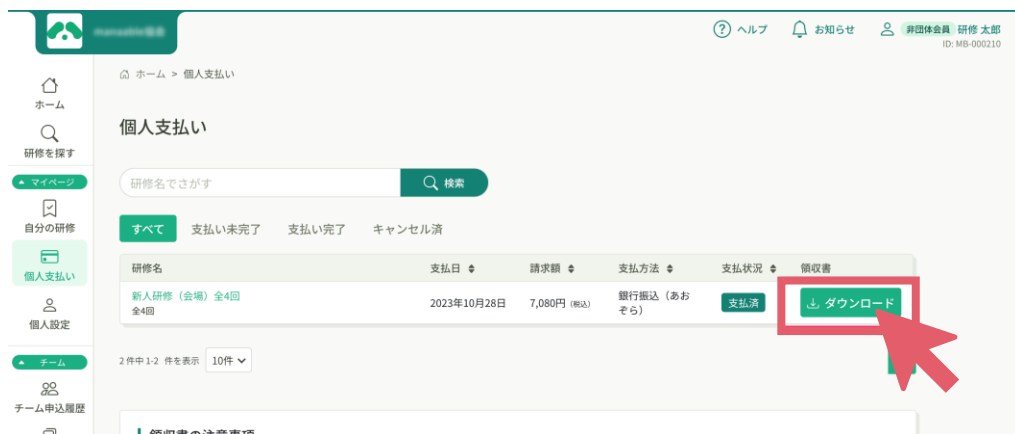 ヘルプ
お知らせ
非団体会員 研修 太郎
ID: MB-000210
ホーム > 個人支払い
ホーム
研修を探す
マイページ
自分の研修
個人支払い
個人設定
チーム
チーム申込履歴
個人支払い
研修名でさがす
検索
すべて 支払い未完了 支払い完了 キャンセル済
研修名 支払日 請求額 支払方法 支払状況 領収書
新人研修（会場）全4回
全4回
2023年10月28日 7,080円 (税込)
銀行振込（あお
ぞら）
支払済
ダウンロード
2 件中 1-2 件を表示 10件
領収書の注意事項